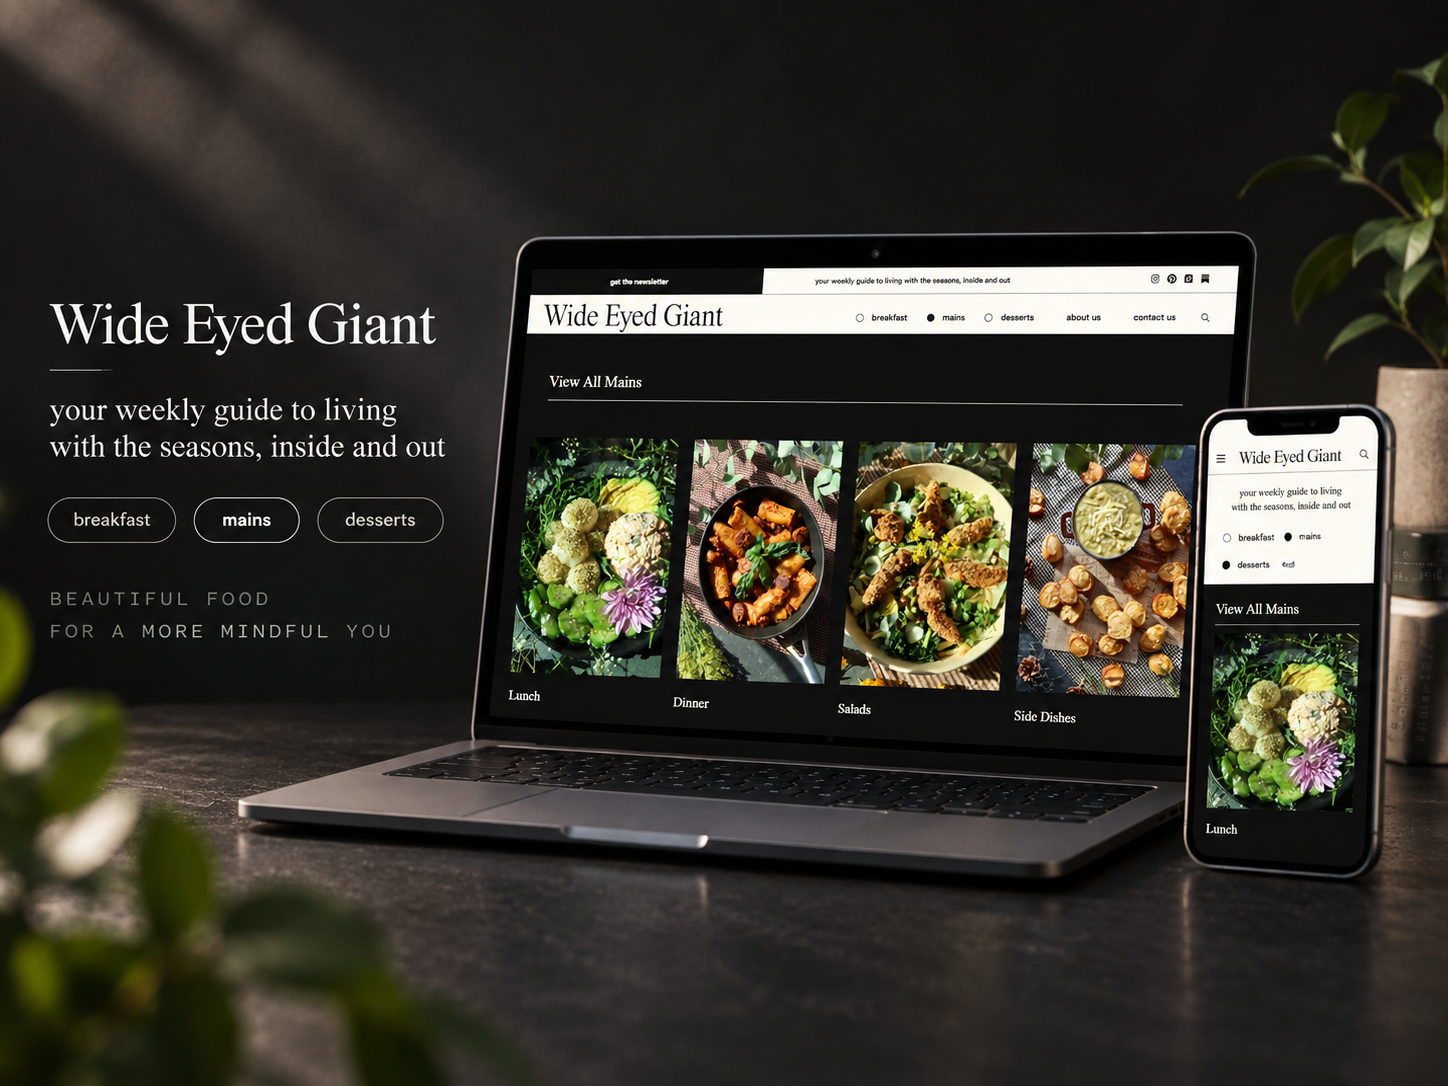 Wide Eyed Giant
your weekly guide to living
with the seasons, inside and out
breakfast mains desserts
BEAUTIFUL FOOD
FOR A MORE MINDFUL YOU
get the newsletter your weekly guide to living with the seasons, inside and out
Wide Eyed Giant breakfast mains desserts about us contact us
View All Mains
Lunch Dinner Salads Side Dishes
Wide Eyed Giant
your weekly guide to living
with the seasons, inside and out
breakfast mains
desserts
View All Mains
Lunch